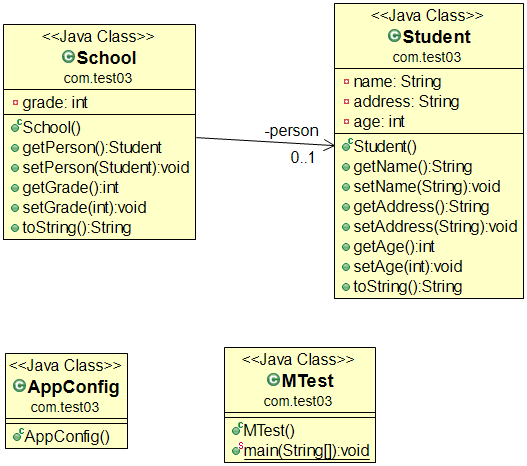 <<Java Class>>
School
com.test03
grade: int
School()
getPerson():Student
setPerson(Student):void
getGrade():int
setGrade(int):void
toString():String
-person
0..1
<<Java Class>>
Student
com.test03
name: String
address: String
age: int
Student()
getName():String
setName(String):void
getAddress():String
setAddress(String):void
getAge():int
setAge(int):void
toString():String
<<Java Class>>
AppConfig
com.test03
AppConfig()
<<Java Class>>
MTest
com.test03
MTest()
main(String[]):void